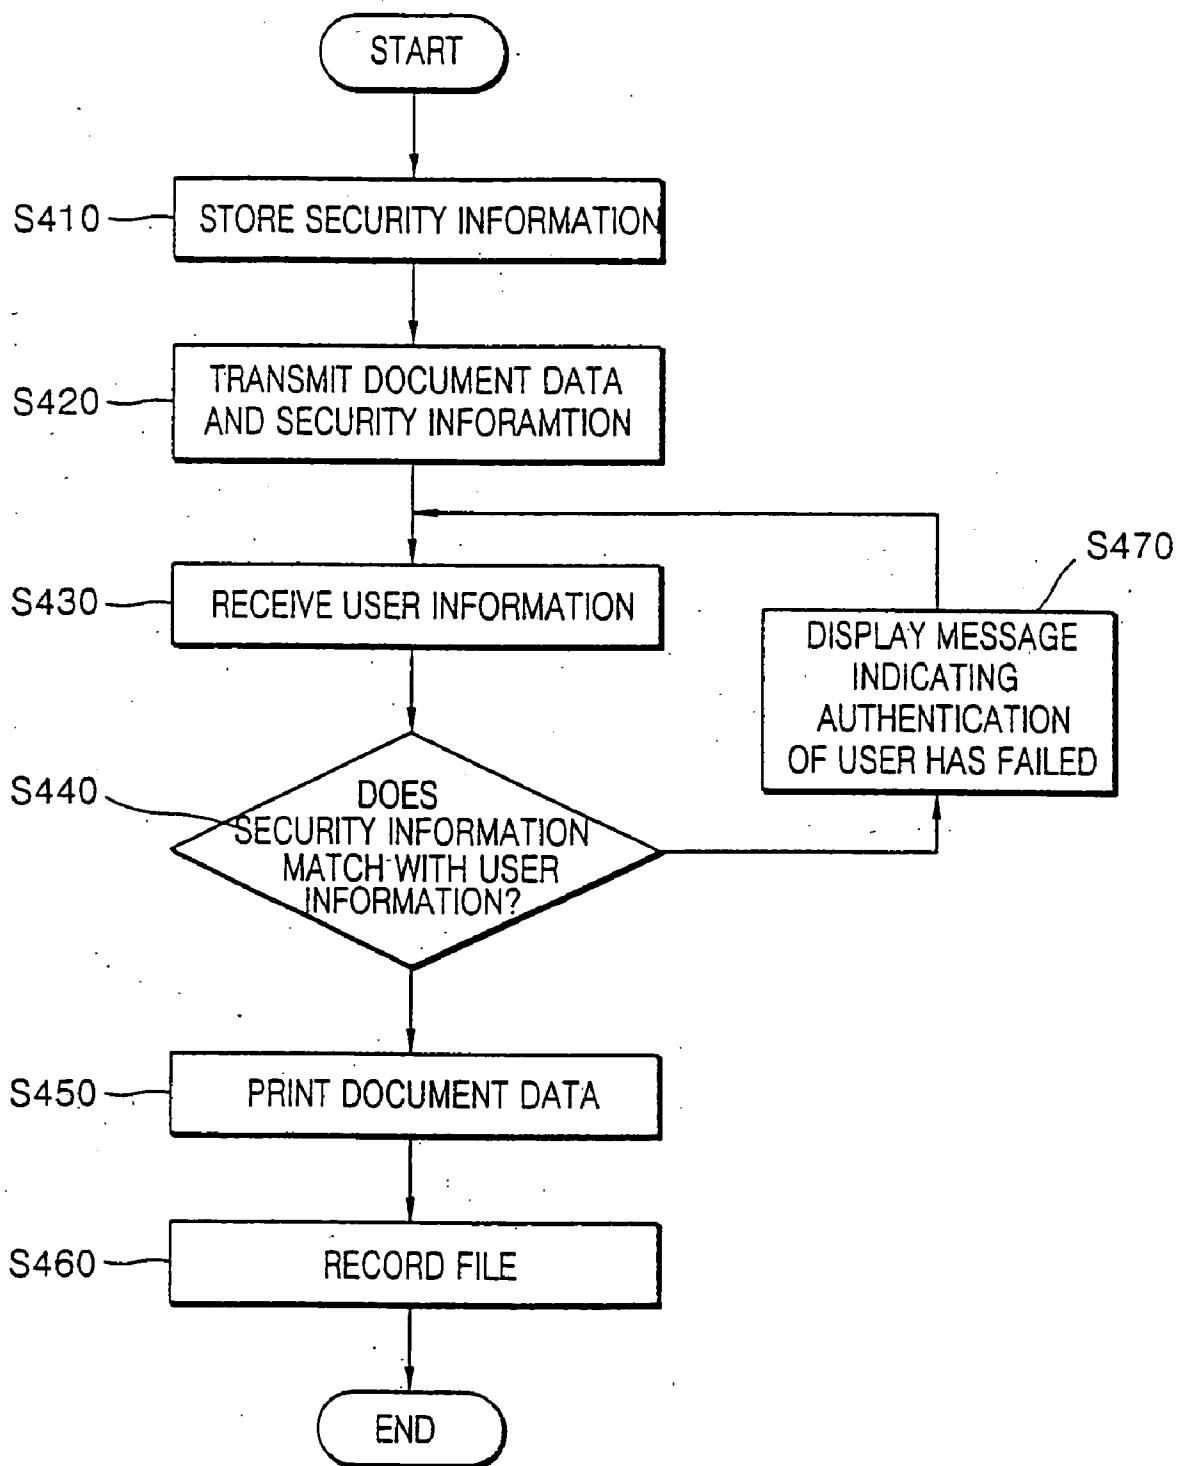 START
S410
STORE SECURITY INFORMATION
S420
TRANSMIT DOCUMENT DATA
AND SECURITY INFORAMTION
S430
RECEIVE USER INFORMATION
S470
DISPLAY MESSAGE
INDICATING
AUTHENTICATION
OF USER HAS FAILED
S440
DOES
SECURITY INFORMATION
MATCH WITH USER
INFORMATION?
S450
PRINT DOCUMENT DATA
S460
RECORD FILE
END